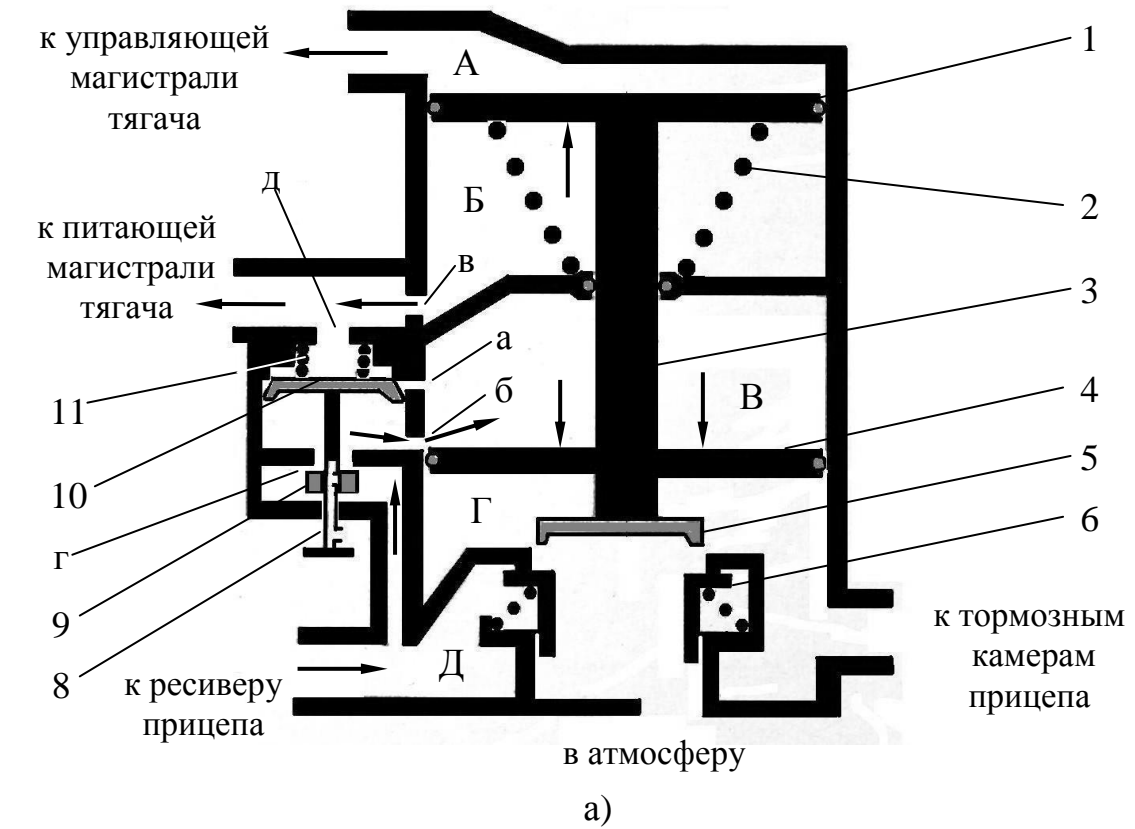 к управляющей
магистрали
тягача
А
1
2
д
Б
к питающей
магистрали
тягача
в
3
а
б
В
4
11
5
10
Г
6
г
9
8
Д
к ресиверу
прицепа
к тормозным
камерам
прицепа
в атмосферу
а)